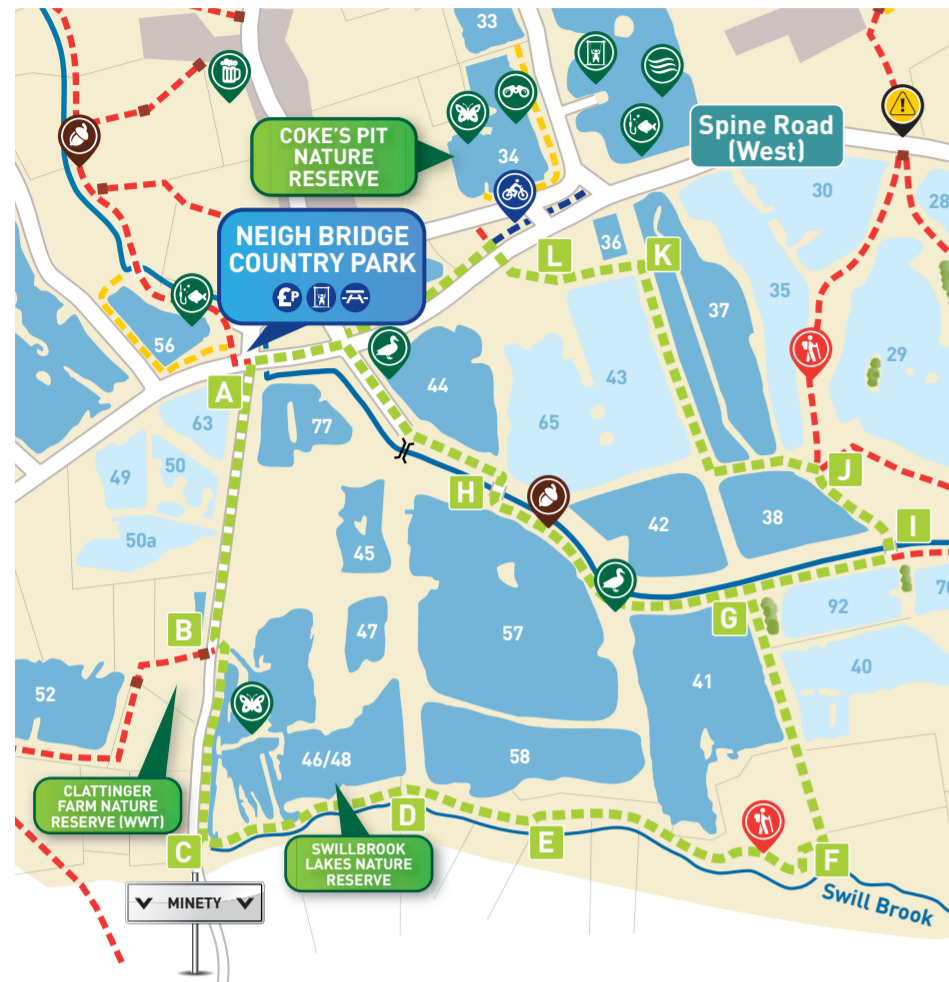 33
COKE'S PIT
NATURE
RESERVE
34
Spine Road
(West)
!
30
28
NEIGH BRIDGE
COUNTRY PARK
£P
L
36
K
37
35
56
29
A
44
43
63
77
65
49
50
H
J
50a
45
42
38
I
B
47
57
G
92
70
52
41
40
46/48
58
CLATTINGER
FARM NATURE
RESERVE (WWT)
C
D
E
F
SWILLBROOK
LAKES NATURE
RESERVE
MINETY
Swill Brook